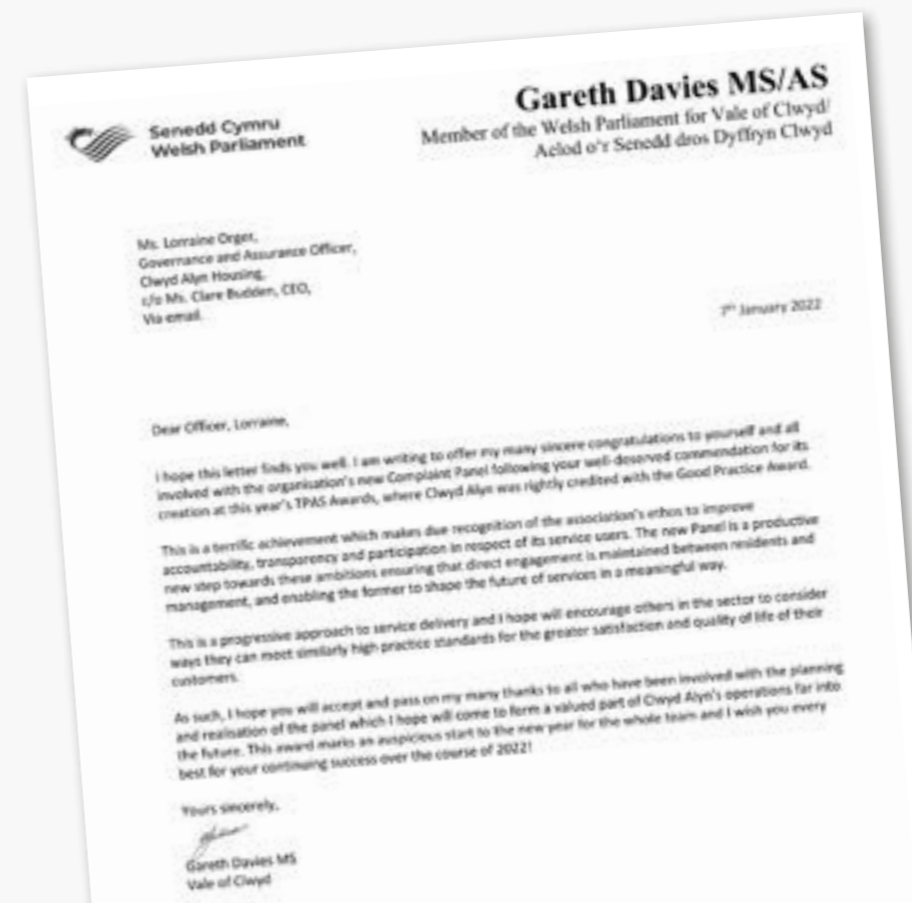 Senedd Cymru
Welsh Parliament
Gareth Davies MS/AS
Member of the Welsh Parliament for Vale of Clwyd/
Aelod o'r Senedd dros Dyffryn Clwyd
Ms. Lorraine Orger,
Governance and Assurance Officer,
Clwyd Alyn Housing,
c/o Ms. Clare Budden, CEO,
Via email.
7th January 2022
Dear Officer, Lorraine,
I hope this letter finds you well. I am writing to offer my many sincere congratulations to yourself and all
involved with the organisation's new Complaint Panel following your well-deserved commendation for its
creation at this year's TPAS Awards, where Clwyd Alyn was rightly credited with the Good Practice Award.
This is a terrific achievement which makes due recognition of the association's ethos to improve
accountability, transparency and participation in respect of its service users. The new Panel is a productive
new step towards these ambitions ensuring that direct engagement is maintained between residents and
management, and enabling the former to shape the future of services in a meaningful way.
This is a progressive approach to service delivery and I hope will encourage others in the sector to consider
ways they can meet similarly high practice standards for the greater satisfaction and quality of life of their
customers.
As such, I hope you will accept and pass on my many thanks to all who have been involved with the planning
and realisation of the panel which I hope will come to form a valued part of Clwyd Alyn's operations far into
the future. This award marks an auspicious start to the new year for the whole team and I wish you every
best for your continuing success over the course of 2022!
Yours sincerely,
Gareth Davies MS
Vale of Clwyd